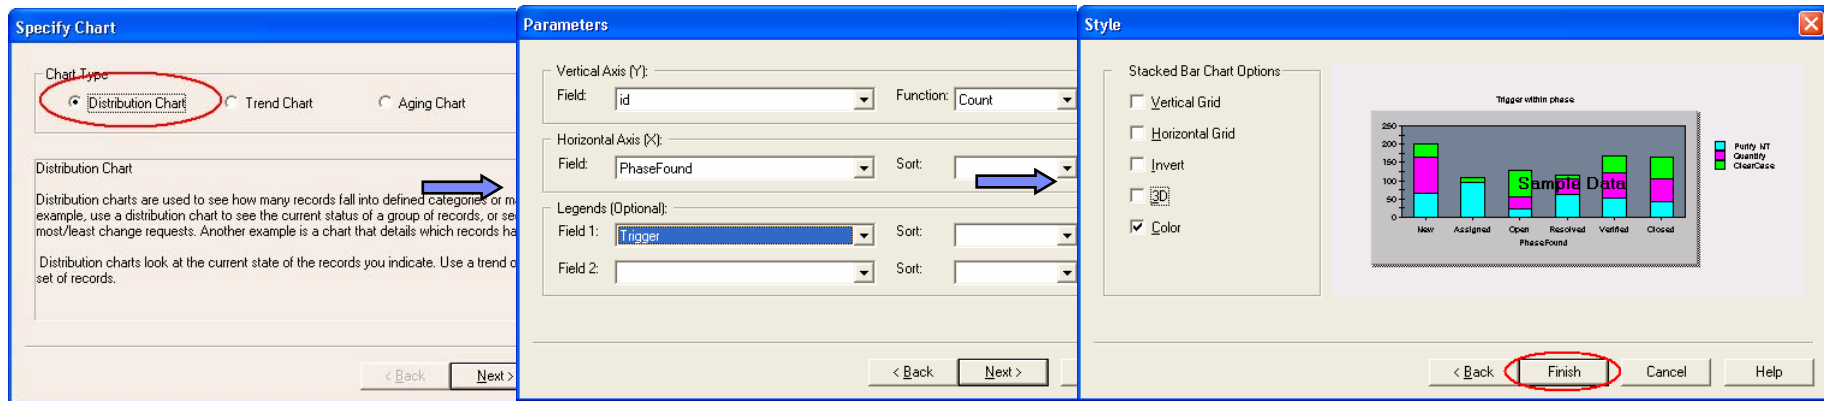 Specify Chart
Chart Type
Distribution Chart
Trend Chart
Aging Chart
Distribution Chart
Distribution charts are used to see how many records fall into defined categories or m
example, use a distribution chart to see the current status of a group of records, or se
most/least change requests. Another example is a chart that details which records ha
Distribution charts look at the current state of the records you indicate. Use a trend c
set of records.
< Back
Next >
Parameters
Vertical Axis (Y):
Field:
id
Function:
Count
Horizontal Axis (X):
Field:
PhaseFound
Sort:
Legends (Optional):
Field 1:
Trigger
Sort:
Field 2:
Sort:
< Back
Next >
Style
Stacked Bar Chart Options
Vertical Grid
Horizontal Grid
Invert
3D
Color
Trigger within phase
250
200
150
100
50
0
Sample Data
New Assigned Open Resolved Verified Closed
PhaseFound
Purify NT
Quantify
ClearCase
< Back
Finish
Cancel
Help